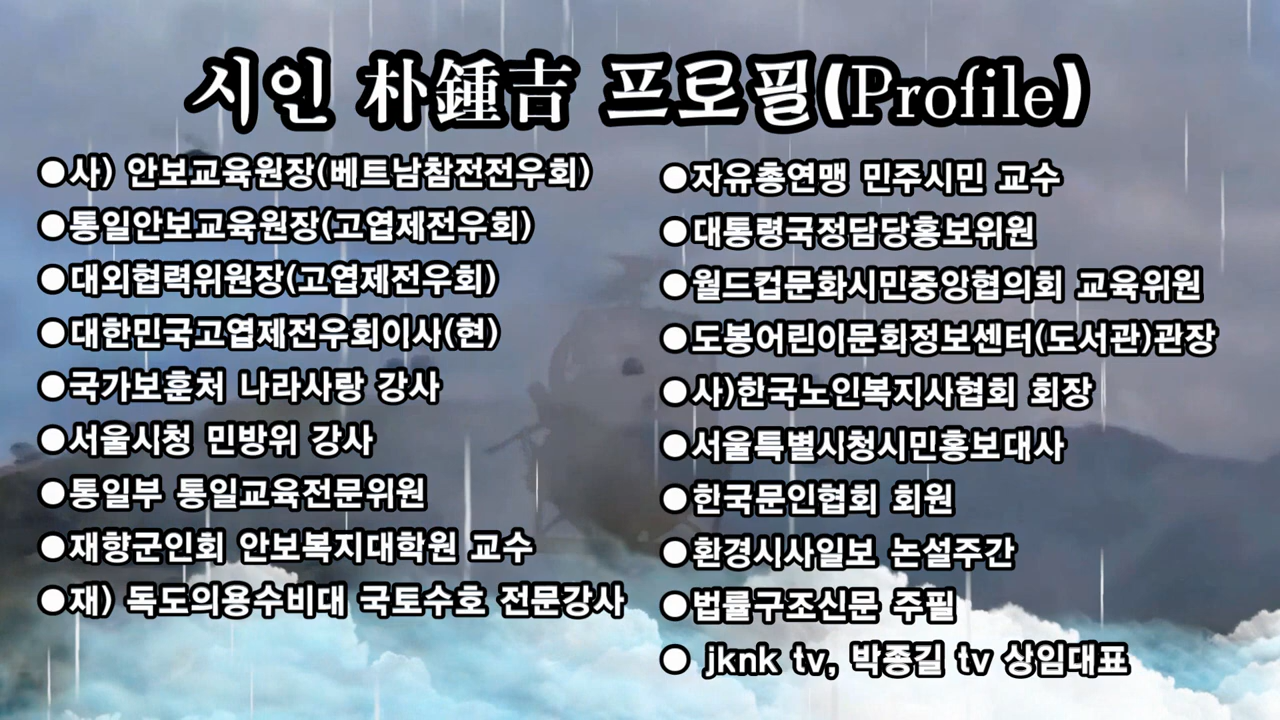 시인 朴鍾吉 프로필(Profile)
●사) 안보교육원장(베트남참전전우회)
●통일안보교육원장(고엽제전우회)
●대외협력위원장(고엽제전우회)
●대한민국고엽제전우회이사(현)
●국가보훈처 나라사랑 강사
●서울시청 민방위 강사
●통일부 통일교육전문위원
●재향군인회 안보복지대학원 교수
●재) 독도의용수비대 국토수호 전문강사
●자유총연맹 민주시민 교수
●대통령국정담당홍보위원
●월드컵문화시민중앙협의회 교육위원
●도봉어린이문회정보센터(도서관)관장
●사)한국노인복지사협회 회장
●서울특별시청시민홍보대사
●한국문인협회 회원
●환경시사일보 논설주간
●법률구조신문 주필
● jknk tv, 박종길 tv 상임대표